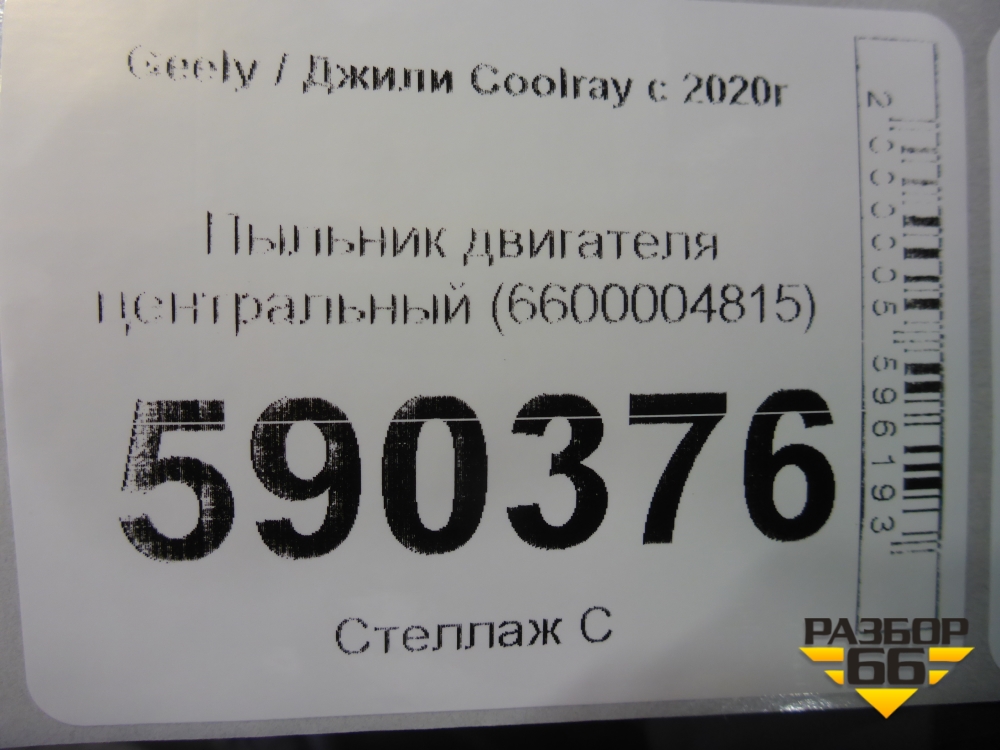 Geely / Джили Coolray с 2020г
Пыльник двигателя
центральный (6600004815)
590376
Стеллаж С
2000005596193
РАЗБОР
66